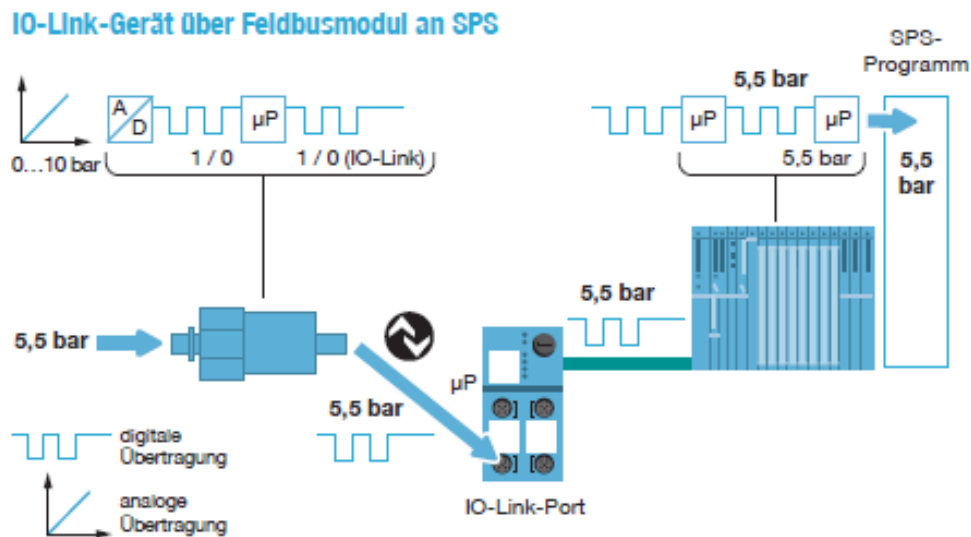 IO-Link-Gerät über Feldbusmodul an SPS
SPS-
Programm
5,5 bar
A
D
µP
µP
µP
0...10 bar
1 / 0
1 / 0 (IO-Link)
5,5 bar
5,5
bar
5,5 bar
5,5 bar
µP
5,5 bar
digitale
Übertragung
analoge
Übertragung
IO-Link-Port